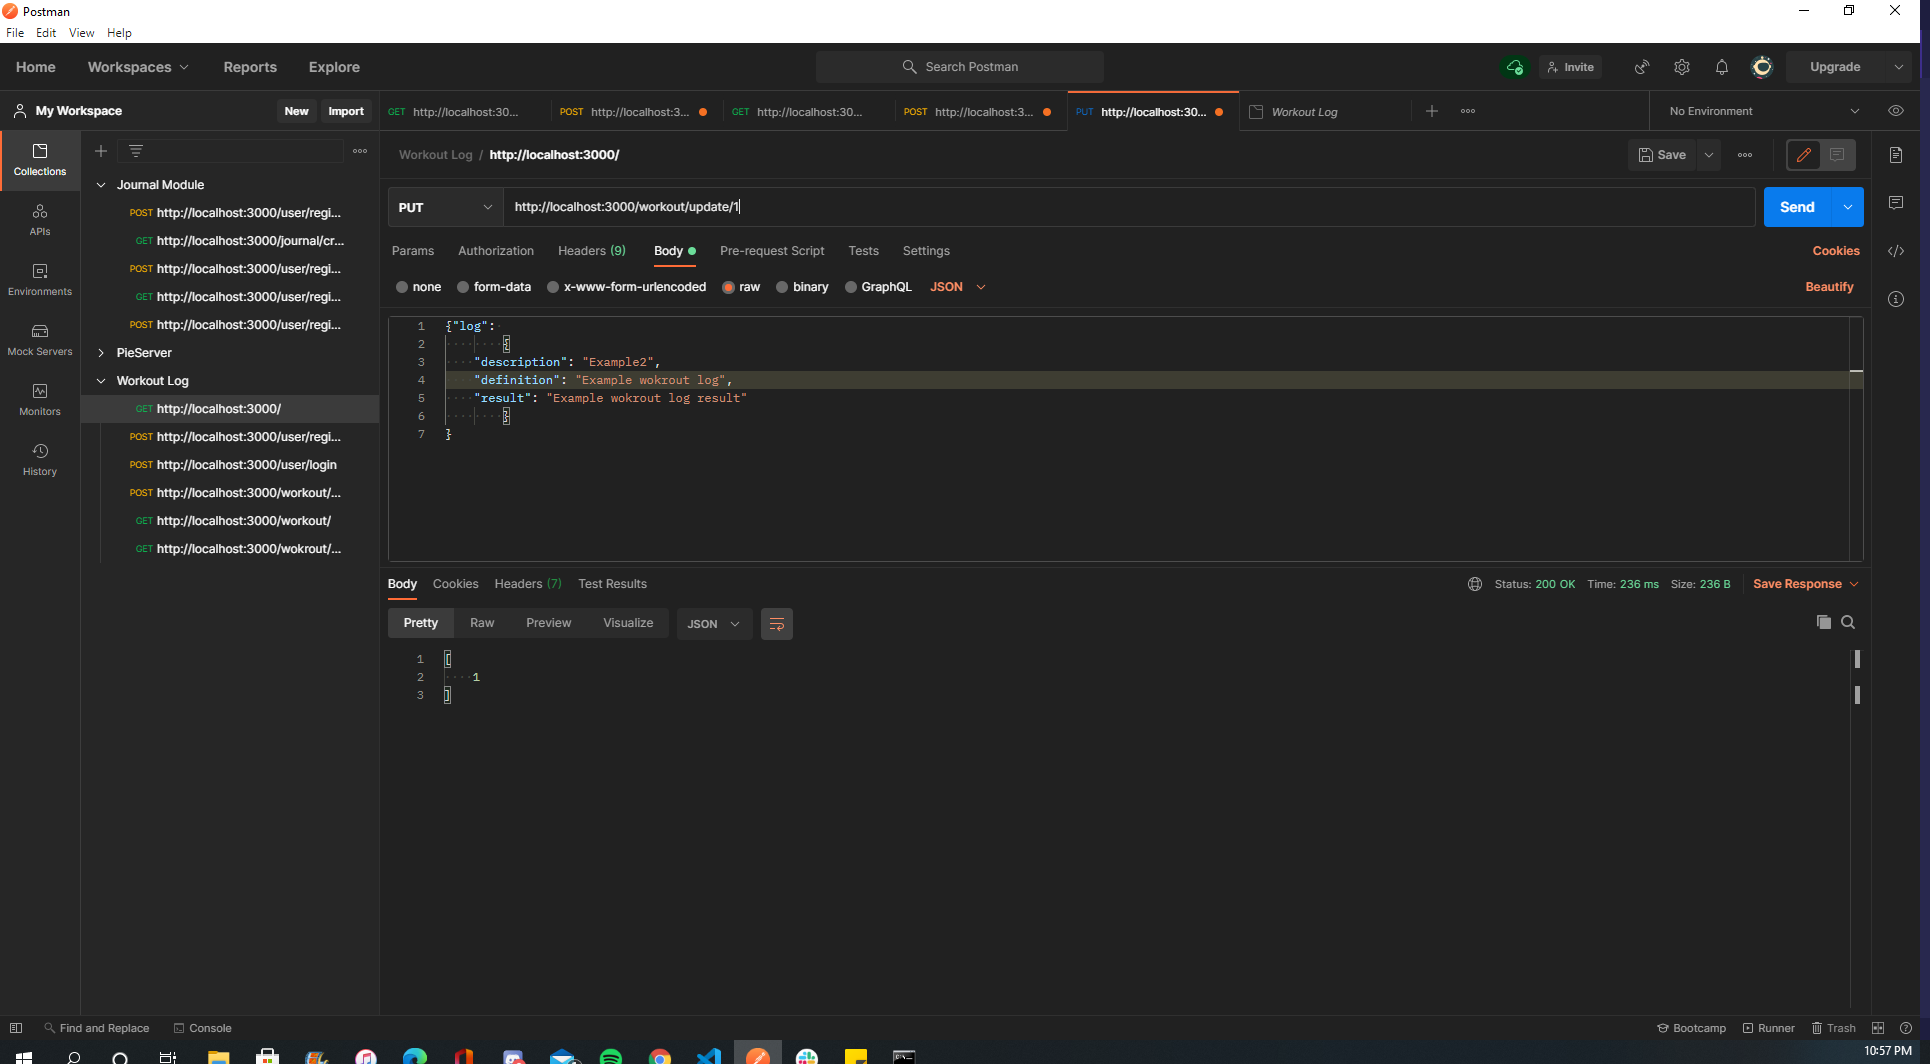 Postman
File Edit View Help
Home Workspaces Reports Explore Search Postman Invite Upgrade
My Workspace New Import GET http://localhost:30... POST http://localhost:3... GET http://localhost:30... POST http://localhost:3... PUT http://localhost:30... Workout Log No Environment
Workout Log / http://localhost:3000/ Save
PUT http://localhost:3000/workout/update/1 Send
Params Authorization Headers (9) Body Pre-request Script Tests Settings Cookies
none form-data x-www-form-urlencoded raw binary GraphQL JSON Beautify
1 {"log":
2 {
3 "description": "Example2",
4 "definition": "Example wokrout log",
5 "result": "Example wokrout log result"
6 }
7 }
Collections
APIs
Environments
Mock Servers
Monitors
History
Journal Module
POST http://localhost:3000/user/regi...
GET http://localhost:3000/journal/cr...
POST http://localhost:3000/user/regi...
GET http://localhost:3000/user/regi...
POST http://localhost:3000/user/regi...
PieServer
Workout Log
GET http://localhost:3000/
POST http://localhost:3000/user/regi...
POST http://localhost:3000/user/login
POST http://localhost:3000/workout/...
GET http://localhost:3000/workout/
GET http://localhost:3000/wokrout/...
Body Cookies Headers (7) Test Results Status: 200 OK Time: 236 ms Size: 236 B Save Response
Pretty Raw Preview Visualize JSON
1 [
2 1
3 ]
Find and Replace Console Bootcamp Runner Trash
10:57 PM